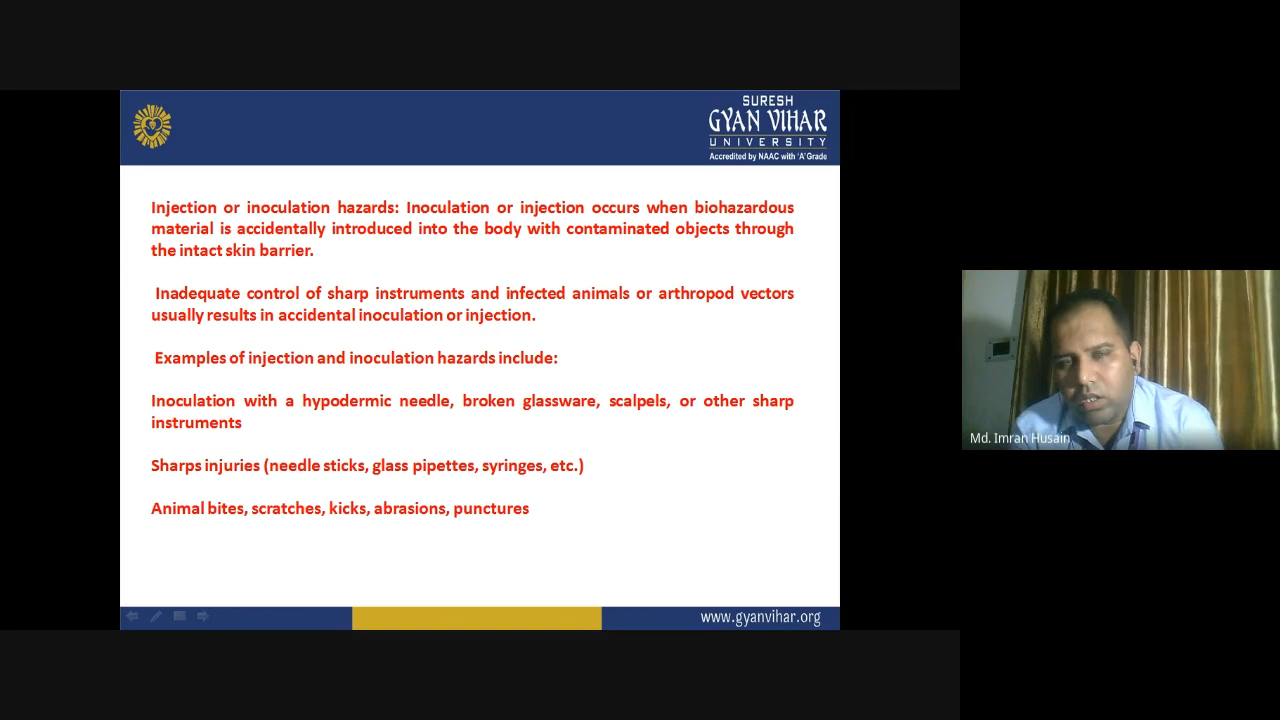 SURESH
GYAN VIHAR
UNIVERSITY
Accredited by NAAC with 'A' Grade
Injection or inoculation hazards: Inoculation or injection occurs when biohazardous
material is accidentally introduced into the body with contaminated objects through
the intact skin barrier.
Inadequate control of sharp instruments and infected animals or arthropod vectors
usually results in accidental inoculation or injection.
Examples of injection and inoculation hazards include:
Inoculation with a hypodermic needle, broken glassware, scalpels, or other sharp
instruments
Sharps injuries (needle sticks, glass pipettes, syringes, etc.)
Animal bites, scratches, kicks, abrasions, punctures
www.gyanvihar.org
Md. Imran Husain